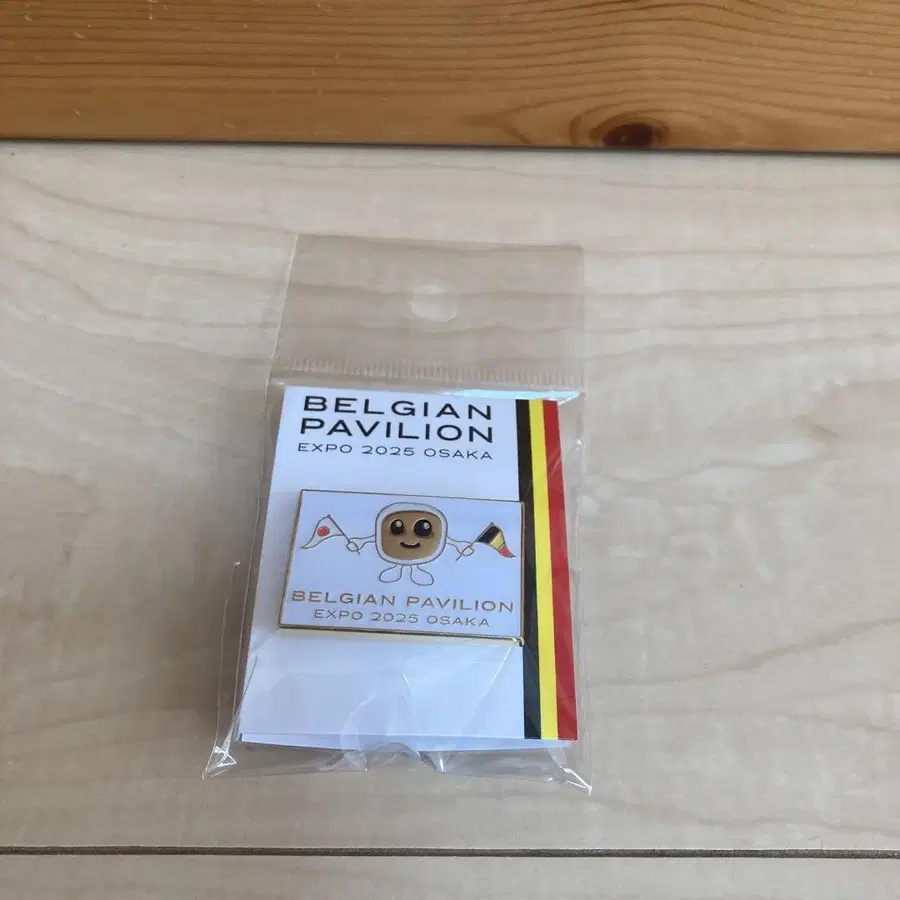 BELGIAN
PAVILION
EXPO 2025 OSAKA
BELGIAN PAVILION
EXPO 2025 OSAKA